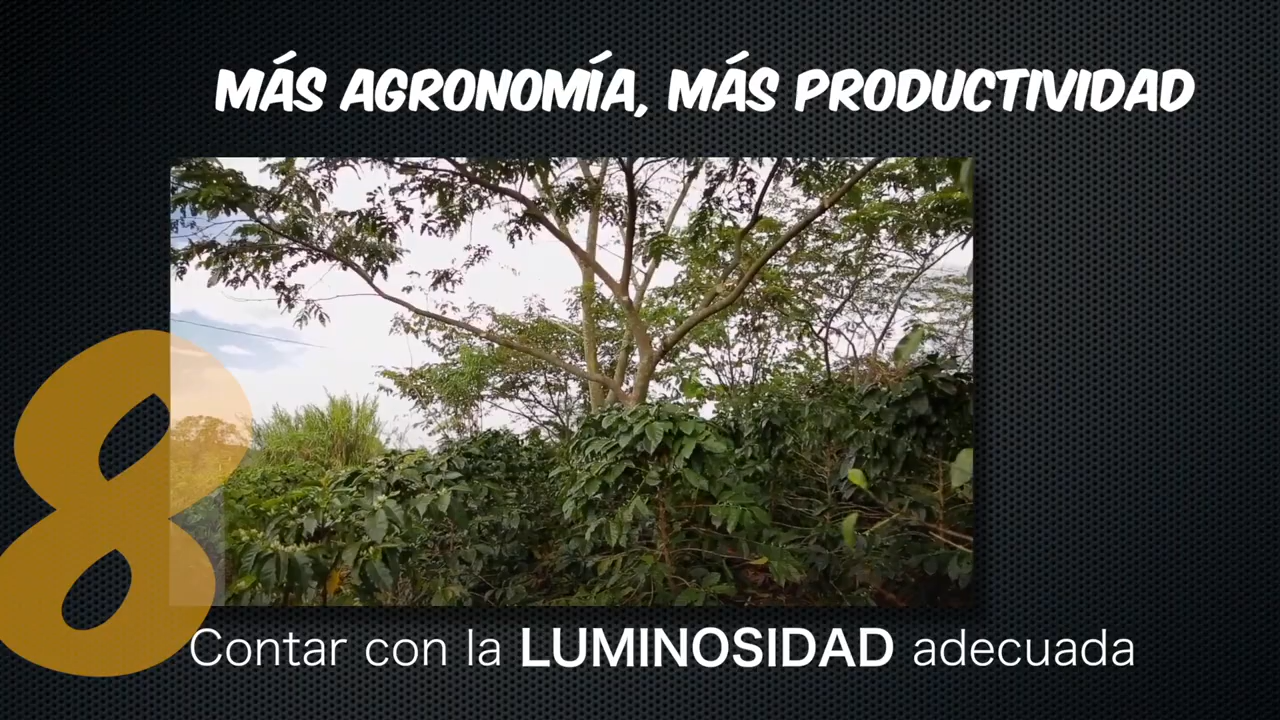 MÁS AGRONOMÍA, MÁS PRODUCTIVIDAD
8
Contar con la LUMINOSIDAD adecuada